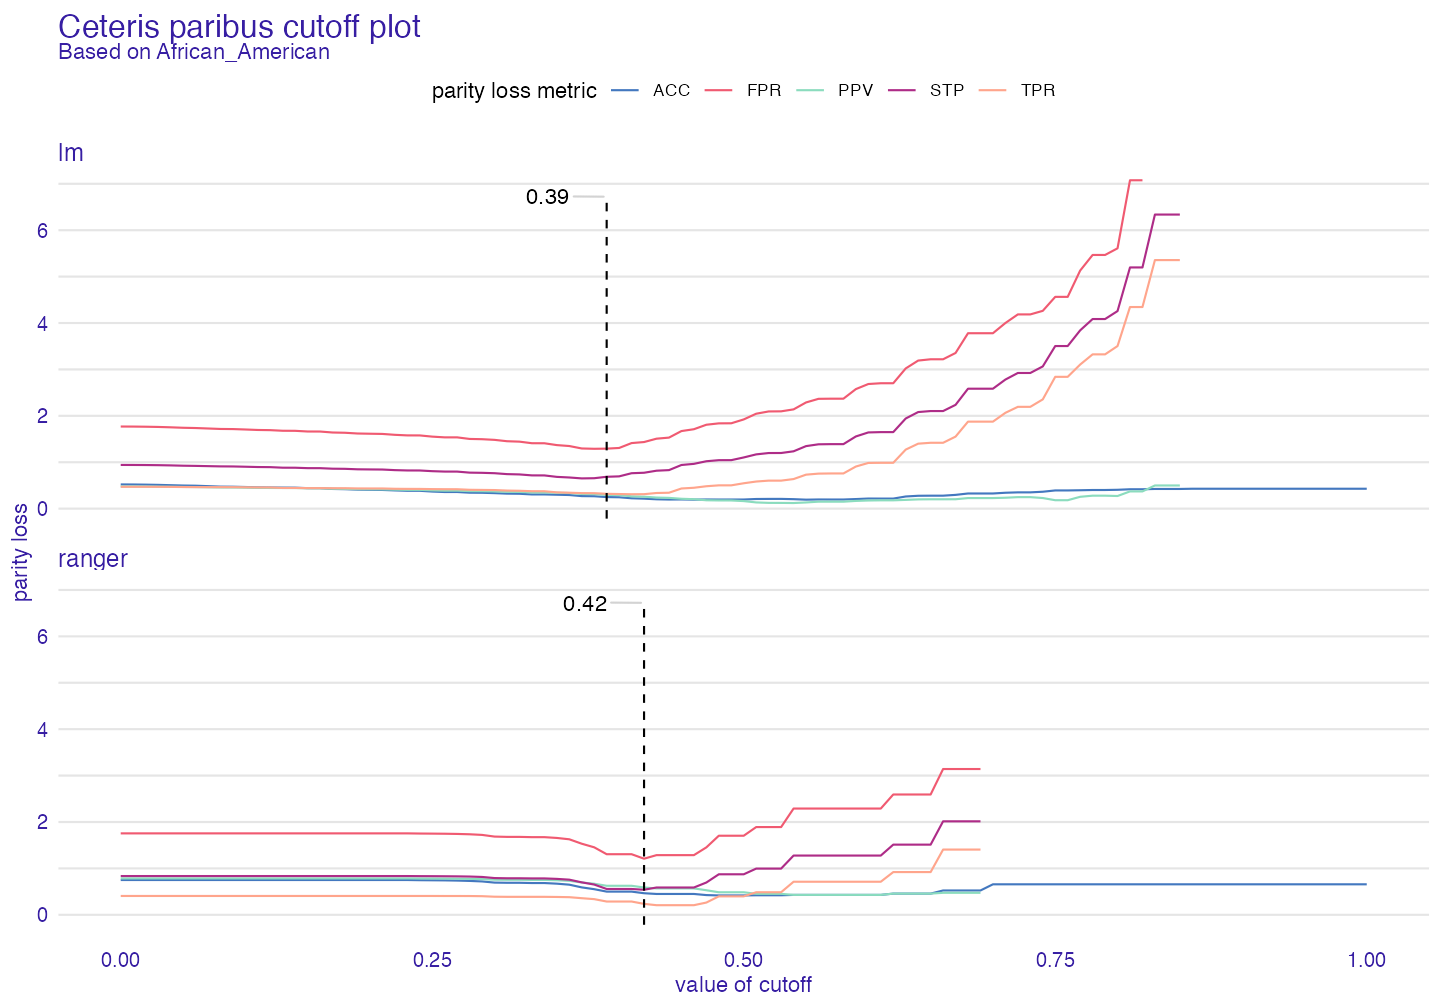 Ceteris paribus cutoff plot
Based on African_American
parity loss metric ACC FPR PPV STP TPR
lm
0.39
6
4
2
0
parity loss
ranger
0.42
6
4
2
0
0.00 0.25 0.50 0.75 1.00
value of cutoff